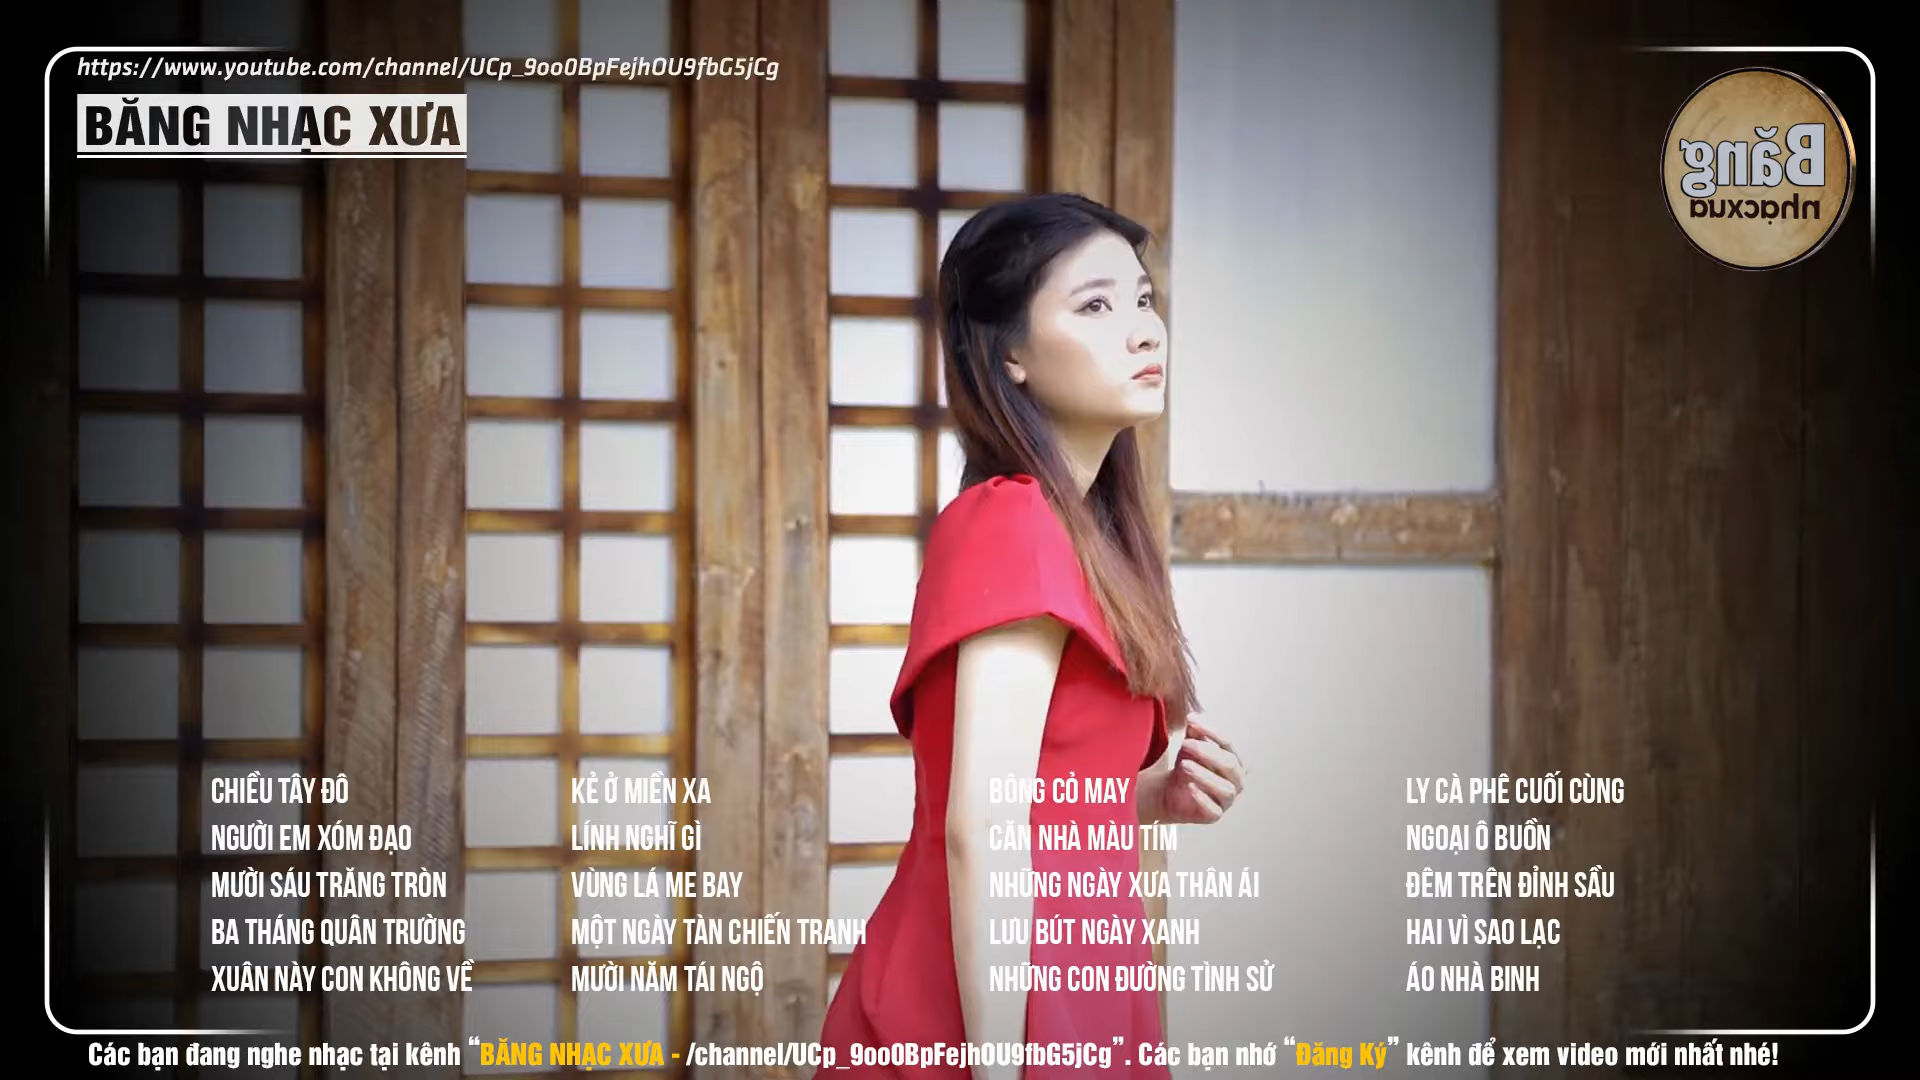 https://www.youtube.com/channel/UCp_9oo0BpFejhOU9fbG5jCg
BĂNG NHẠC XƯA
Băng
nhạcxưa
CHIỀU TÂY ĐÔ
NGƯỜI EM XÓM ĐẠO
MƯỜI SÁU TRĂNG TRÒN
BA THÁNG QUÂN TRƯỜNG
XUÂN NÀY CON KHÔNG VỀ
KẺ Ở MIỀN XA
LÍNH NGHĨ GÌ
VÙNG LÁ ME BAY
MỘT NGÀY TÀN CHIẾN TRANH
MƯỜI NĂM TÁI NGỘ
BÔNG CỎ MAY
CĂN NHÀ MÀU TÍM
NHỮNG NGÀY XƯA THÂN ÁI
LƯU BÚT NGÀY XANH
NHỮNG CON ĐƯỜNG TÌNH SỬ
LY CÀ PHÊ CUỐI CÙNG
NGOẠI Ô BUỒN
ĐÊM TRÊN ĐỈNH SẦU
HAI VÌ SAO LẠC
ÁO NHÀ BINH
Các bạn đang nghe nhạc tại kênh “BĂNG NHẠC XƯA - /channel/UCp_9oo0BpFejhOU9fbG5jCg”. Các bạn nhớ “Đăng Ký” kênh để xem video mới nhất nhé!